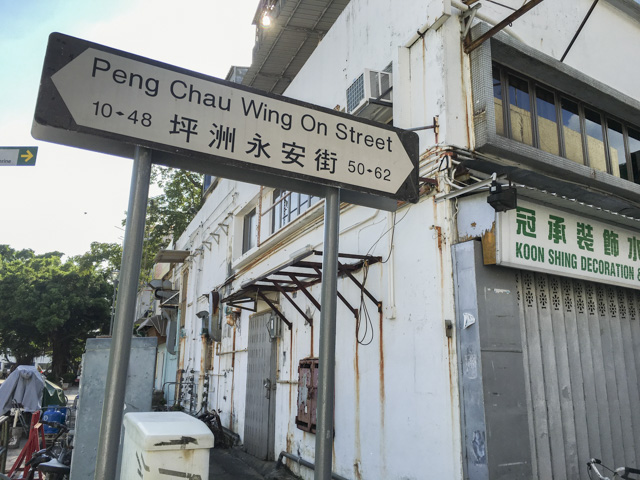 Peng Chau Wing On Street
10 48 坪洲永安街 50 62
冠承裝飾水
KOON SHING DECORATION